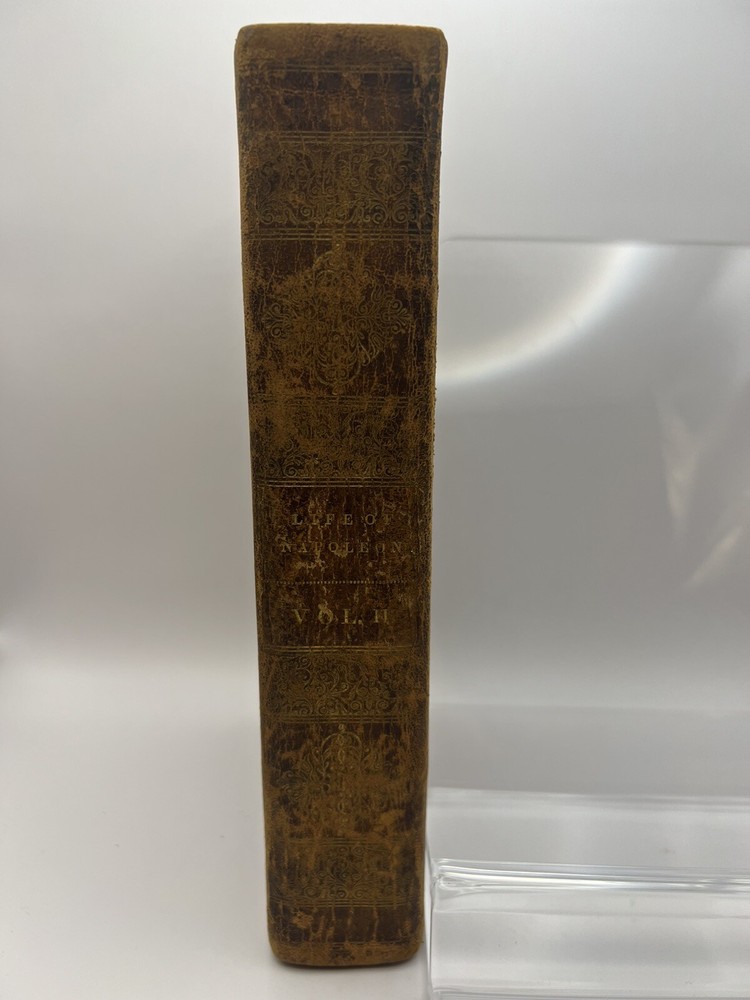 LIFE OF
NAPOLEON.
VOL. II